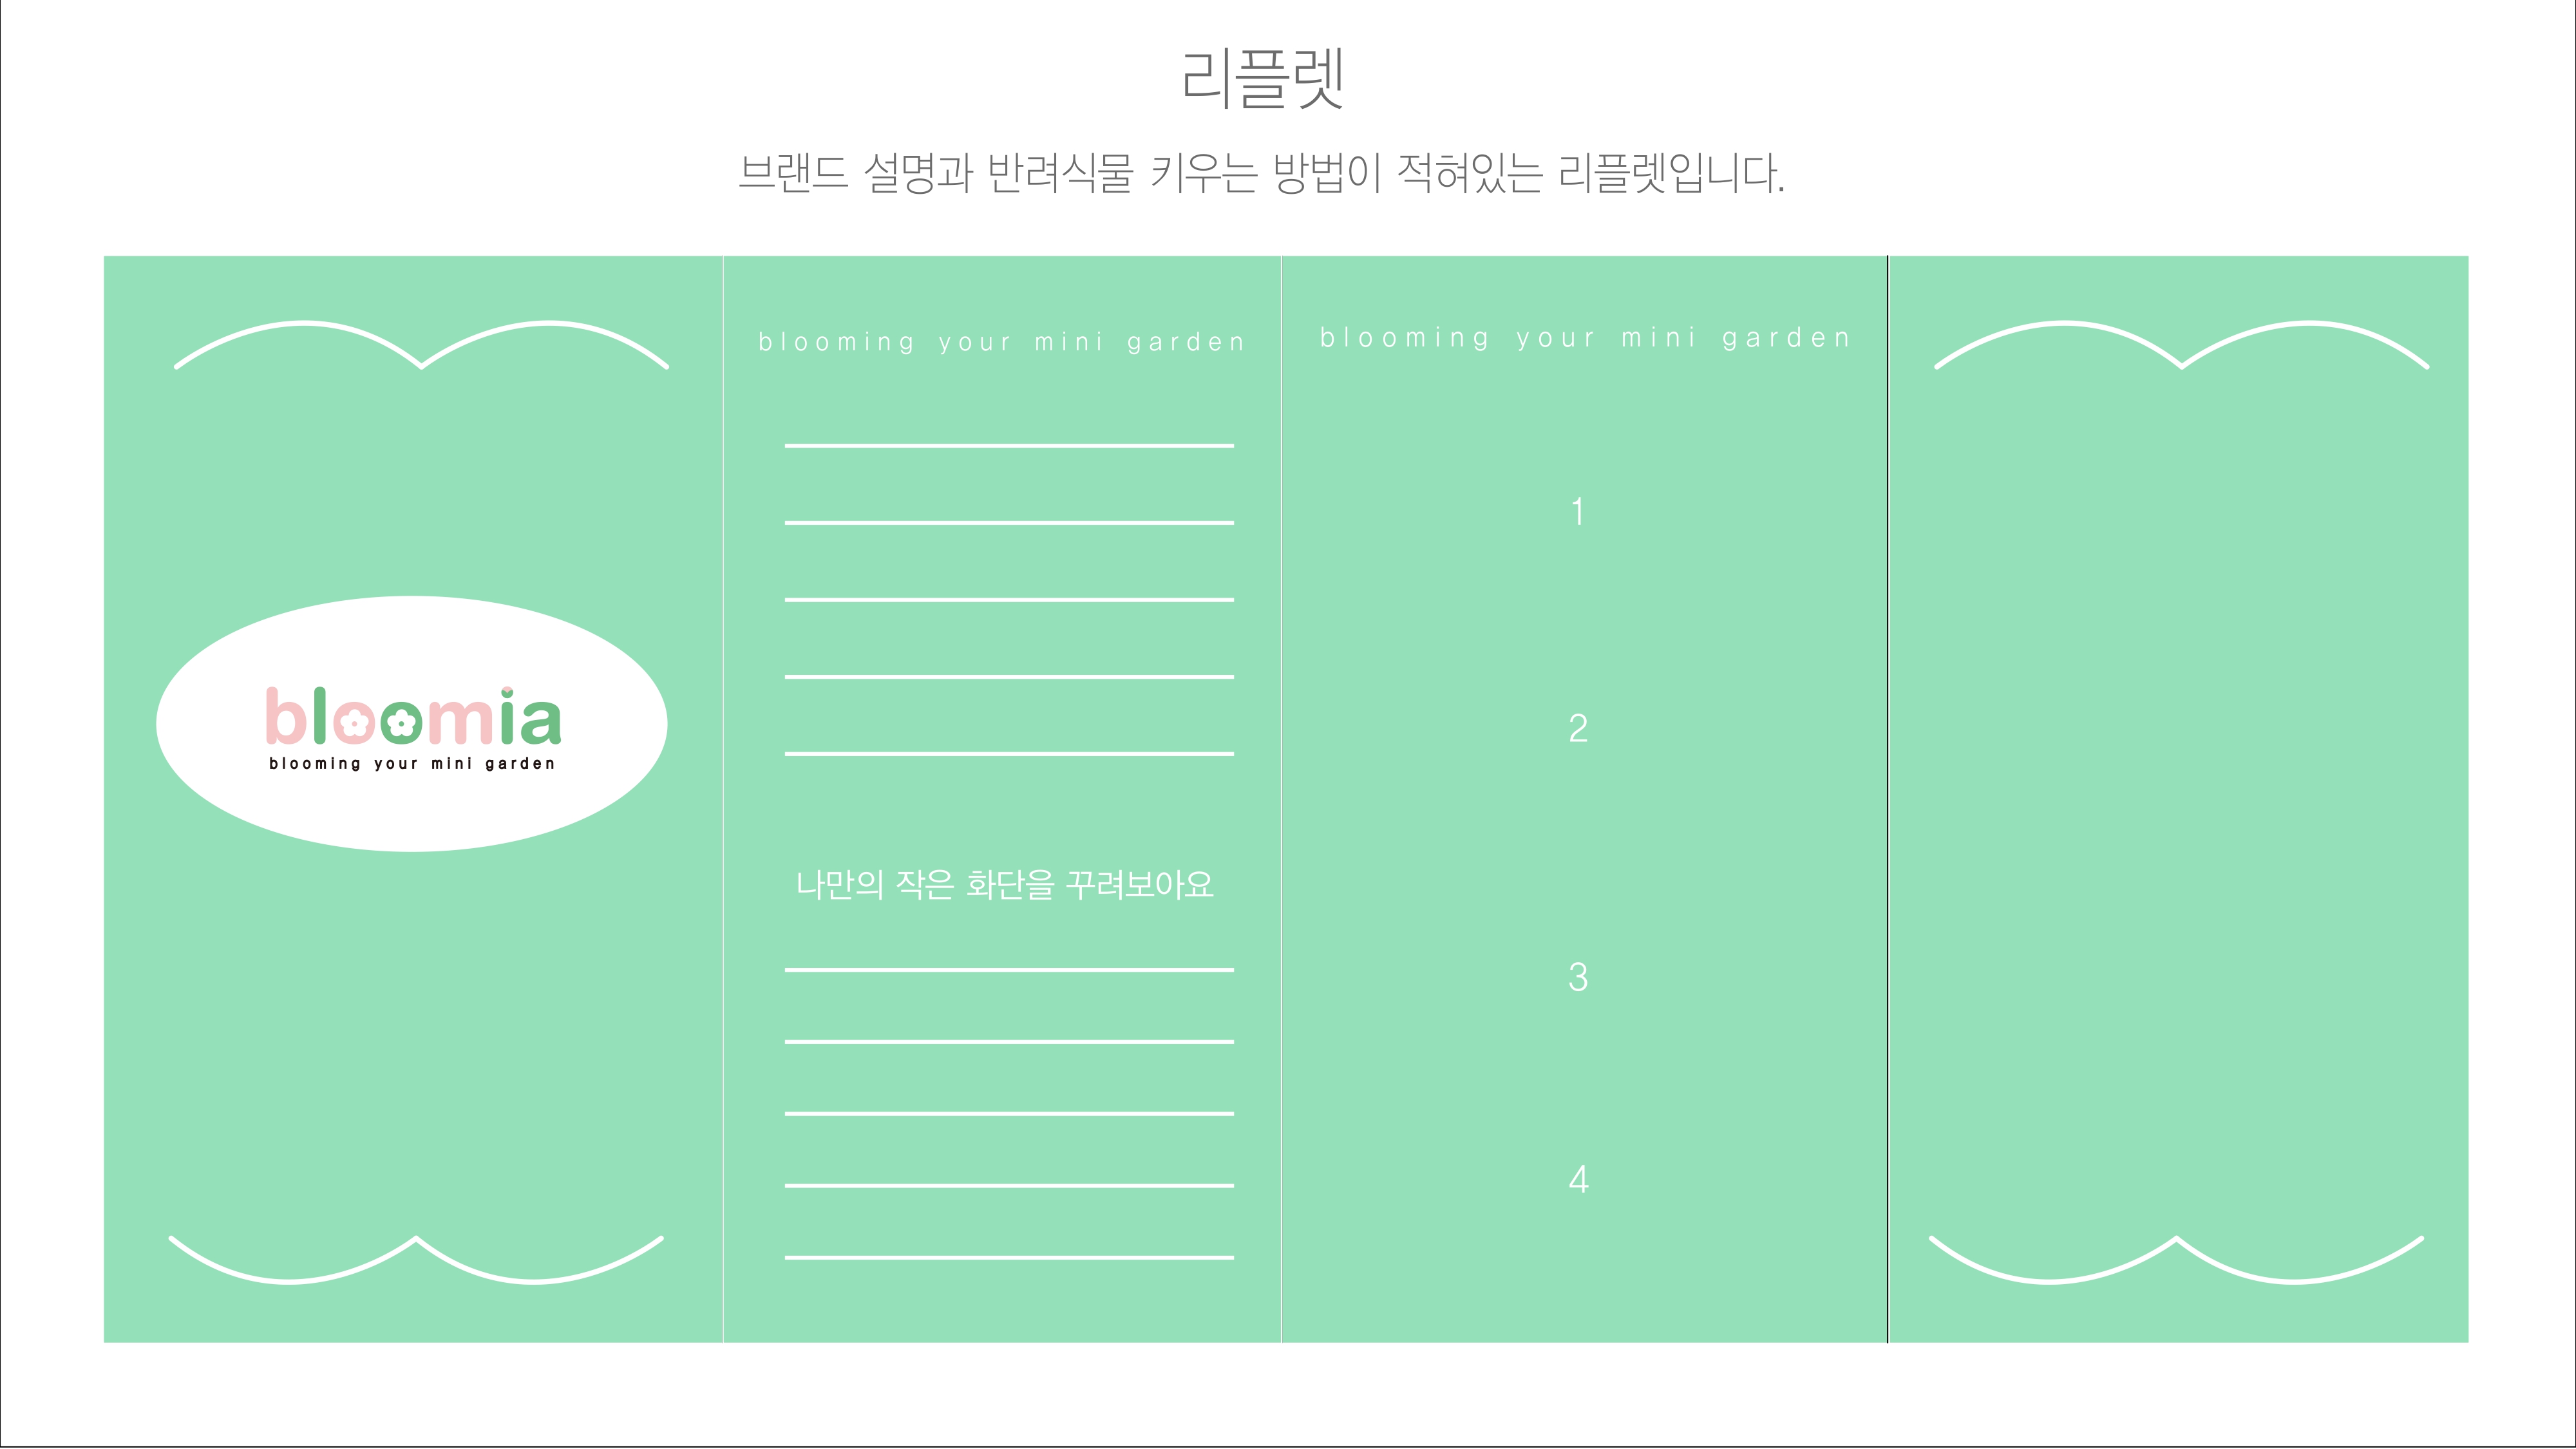 리플렛
브랜드 설명과 반려식물 키우는 방법이 적혀있는 리플렛입니다.
bloomia
blooming your mini garden
blooming your mini garden
나만의 작은 화단을 꾸려보아요
blooming your mini garden
1
2
3
4